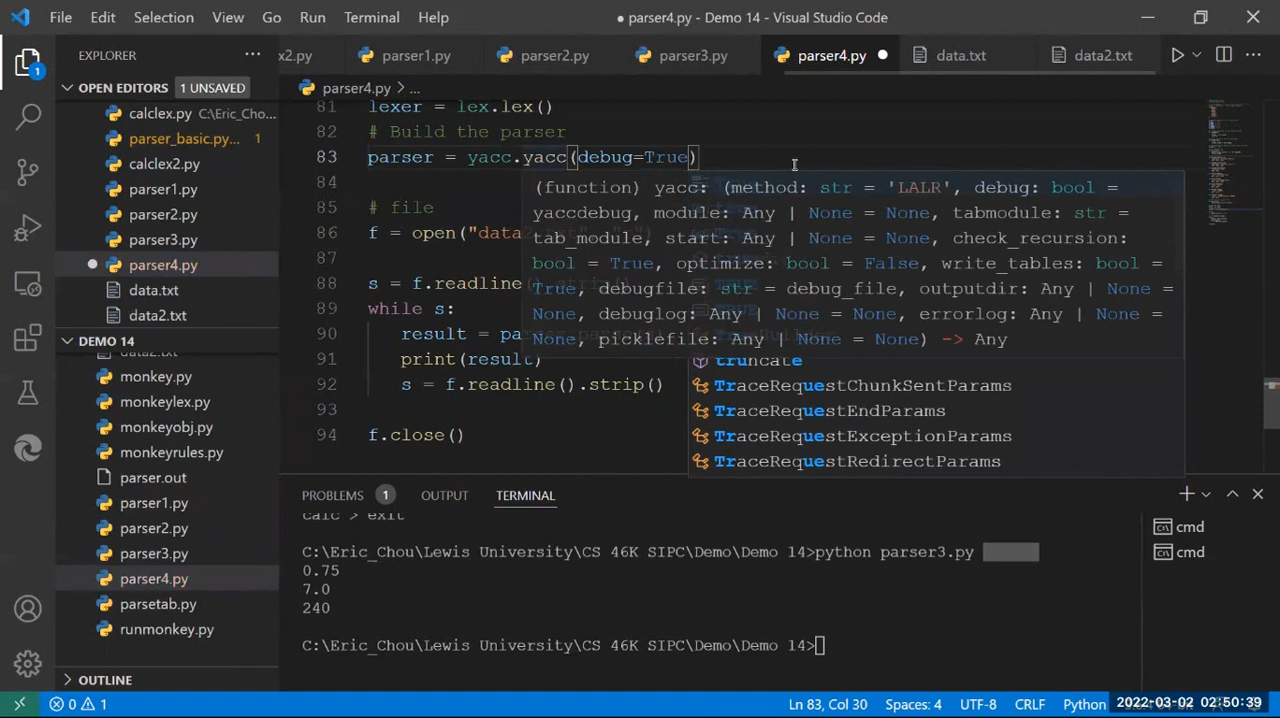 File Edit Selection View Go Run Terminal Help
● parser4.py - Demo 14 - Visual Studio Code
EXPLORER
x2.py parser1.py parser2.py parser3.py parser4.py data.txt data2.txt
OPEN EDITORS 1 UNSAVED
calclex.py C:\Eric_Cho...
parser_basic.py... 1
calclex2.py
parser1.py
parser2.py
parser3.py
parser4.py
data.txt
data2.txt
DEMO 14
data2.txt
monkey.py
monkeylex.py
monkeyobj.py
monkeyrules.py
parser.out
parser1.py
parser2.py
parser3.py
parser4.py
parsetab.py
runmonkey.py
OUTLINE
parser4.py > ...
81 lexer = lex.lex()
82 # Build the parser
83 parser = yacc.yacc(debug=True)
84
85 # file
86 f = open("data
87
88 s = f.readline
89 while s:
90 result =
91 print(result)
92 s = f.readline().strip()
93
94 f.close()
(function) yacc: (method: str = 'LALR', debug: bool =
yaccdebug, module: Any | None = None, tabmodule: str =
tab_module, start: Any | None = None, check_recursion:
bool = True, optimize: bool = False, write_tables: bool =
True, debugfile: str = debug_file, outputdir: Any | None =
None, debuglog: Any | None = None, errorlog: Any | None =
None, picklefile: Any | None = None) -> Any
truncate
TraceRequestChunkSentParams
TraceRequestEndParams
TraceRequestExceptionParams
TraceRequestRedirectParams
PROBLEMS 1 OUTPUT TERMINAL
calc > exit
C:\Eric_Chou\Lewis University\CS 46K SIPC\Demo\Demo 14>python parser3.py
0.75
7.0
240
C:\Eric_Chou\Lewis University\CS 46K SIPC\Demo\Demo 14>
cmd
cmd
0 1 Ln 83, Col 30 Spaces: 4 UTF-8 CRLF Python 2022-03-02 02:50:39